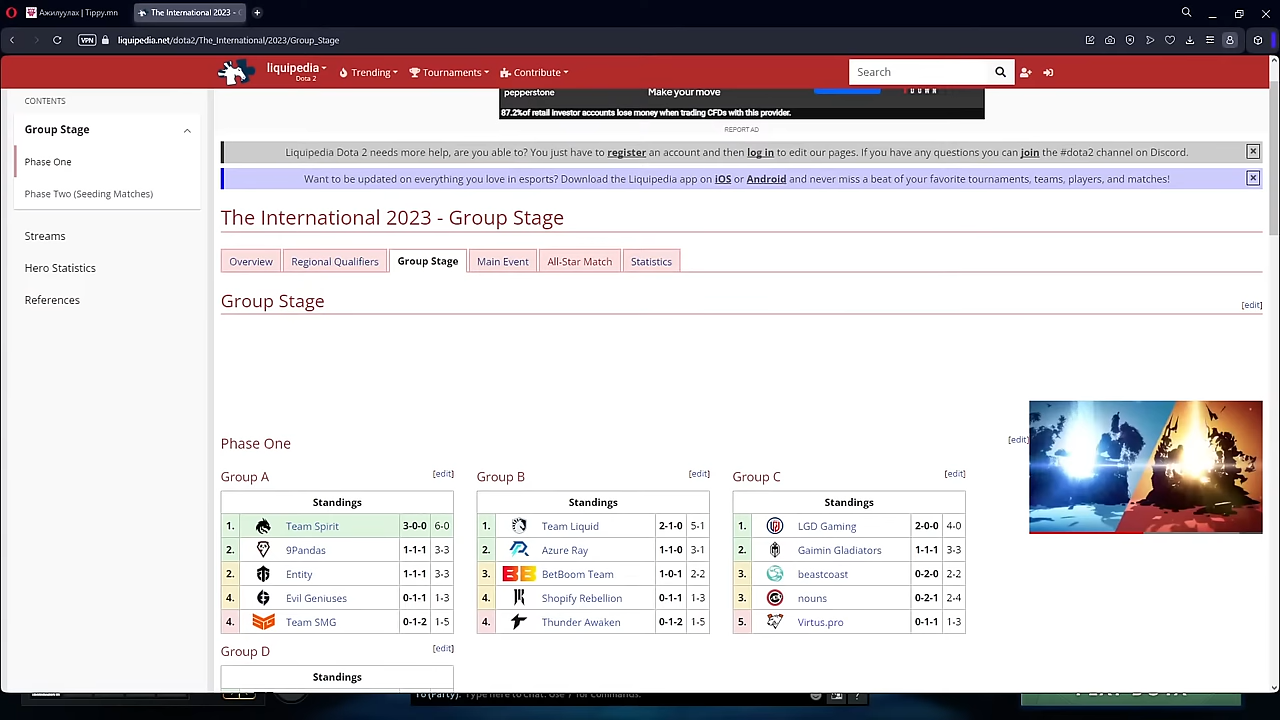 Ажилуулах | Tippy.mn
The International 2023 -
VPN
liquipedia.net/dota2/The_International/2023/Group_Stage
liquipedia
Dota 2
Trending
Tournaments
Contribute
Search
CONTENTS
Group Stage
Phase One
Phase Two (Seeding Matches)
Streams
Hero Statistics
References
pepperstone
Make your move
DOWN
87.2%of retail investor accounts lose money when trading CFDs with this provider.
REPORT AD
Liquipedia Dota 2 needs more help, are you able to? You just have to register an account and then log in to edit our pages. If you have any questions you can join the #dota2 channel on Discord.
Want to be updated on everything you love in esports? Download the Liquipedia app on iOS or Android and never miss a beat of your favorite tournaments, teams, players, and matches!
The International 2023 - Group Stage
Overview
Regional Qualifiers
Group Stage
Main Event
All-Star Match
Statistics
Group Stage
[edit]
Phase One
[edit]
Group A
[edit]
Standings
1. Team Spirit 3-0-0 6-0
2. 9Pandas 1-1-1 3-3
2. Entity 1-1-1 3-3
4. Evil Geniuses 0-1-1 1-3
4. Team SMG 0-1-2 1-5
Group B
[edit]
Standings
1. Team Liquid 2-1-0 5-1
2. Azure Ray 1-1-0 3-1
3. BetBoom Team 1-0-1 2-2
4. Shopify Rebellion 0-1-1 1-3
4. Thunder Awaken 0-1-2 1-5
Group C
[edit]
Standings
1. LGD Gaming 2-0-0 4-0
2. Gaimin Gladiators 1-1-1 3-3
3. beastcoast 0-2-0 2-2
3. nouns 0-2-1 2-4
5. Virtus.pro 0-1-1 1-3
Group D
[edit]
Standings
To (Party): Type here to chat. Use '/' for commands.
PLAY DOTA